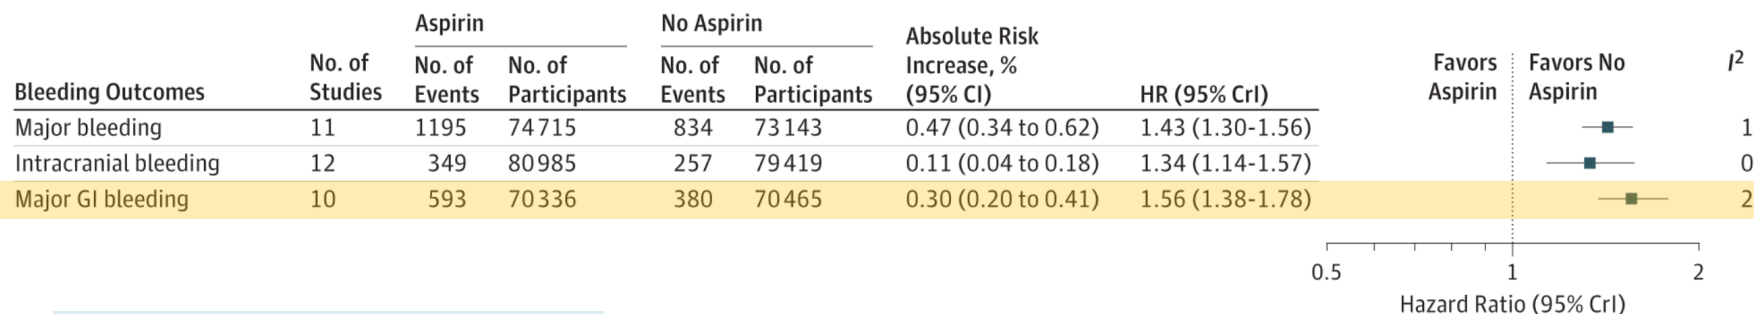 Aspirin No Aspirin Absolute Risk
No. of No. of No. of No. of No. of Increase, % Favors Favors No I²
Bleeding Outcomes Studies Events Participants Events Participants (95% CI) HR (95% CrI) Aspirin Aspirin
Major bleeding 11 1195 74715 834 73143 0.47 (0.34 to 0.62) 1.43 (1.30-1.56) 1
Intracranial bleeding 12 349 80985 257 79419 0.11 (0.04 to 0.18) 1.34 (1.14-1.57) 0
Major GI bleeding 10 593 70336 380 70465 0.30 (0.20 to 0.41) 1.56 (1.38-1.78) 2
0.5 1 2
Hazard Ratio (95% CrI)